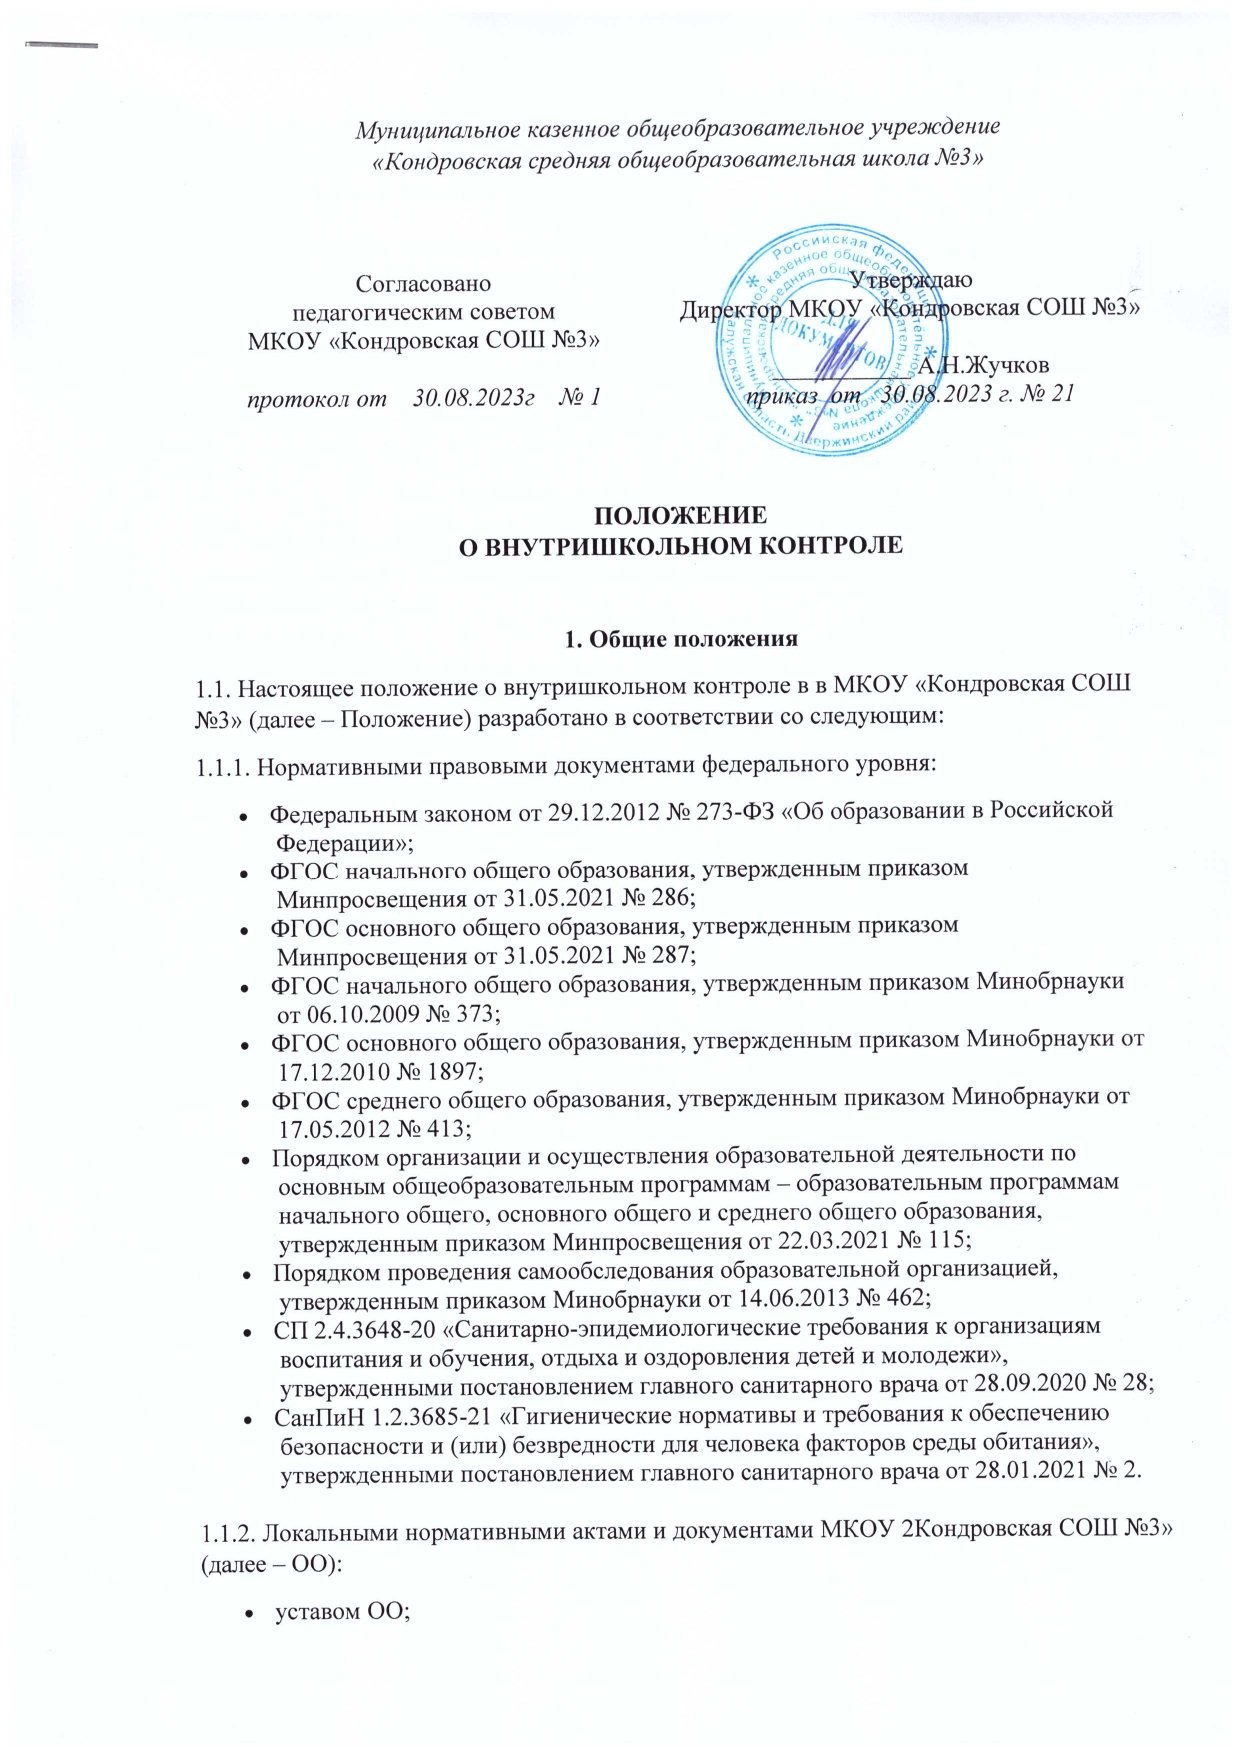 Муниципальное казенное общеобразовательное учреждение
«Кондровская средняя общеобразовательная школа №3»
Согласовано
педагогическим советом
МКОУ «Кондровская СОШ №3»
протокол от 30.08.2023г № 1
Утверждаю
Директор МКОУ «Кондровская СОШ №3»
___________ А.Н.Жучков
приказ от 30.08.2023 г. № 21
Российская Федерация
Калужская область Дзержинский район
Для
ДОКУМЕНТОВ
ПОЛОЖЕНИЕ
О ВНУТРИШКОЛЬНОМ КОНТРОЛЕ
1. Общие положения
1.1. Настоящее положение о внутришкольном контроле в в МКОУ «Кондровская СОШ
№3» (далее – Положение) разработано в соответствии со следующим:
1.1.1. Нормативными правовыми документами федерального уровня:
• Федеральным законом от 29.12.2012 № 273-ФЗ «Об образовании в Российской
Федерации»;
• ФГОС начального общего образования, утвержденным приказом
Минпросвещения от 31.05.2021 № 286;
• ФГОС основного общего образования, утвержденным приказом
Минпросвещения от 31.05.2021 № 287;
• ФГОС начального общего образования, утвержденным приказом Минобрнауки
от 06.10.2009 № 373;
• ФГОС основного общего образования, утвержденным приказом Минобрнауки от
17.12.2010 № 1897;
• ФГОС среднего общего образования, утвержденным приказом Минобрнауки от
17.05.2012 № 413;
• Порядком организации и осуществления образовательной деятельности по
основным общеобразовательным программам – образовательным программам
начального общего, основного общего и среднего общего образования,
утвержденным приказом Минпросвещения от 22.03.2021 № 115;
• Порядком проведения самообследования образовательной организацией,
утвержденным приказом Минобрнауки от 14.06.2013 № 462;
• СП 2.4.3648-20 «Санитарно-эпидемиологические требования к организациям
воспитания и обучения, отдыха и оздоровления детей и молодежи»,
утвержденными постановлением главного санитарного врача от 28.09.2020 № 28;
• СанПиН 1.2.3685-21 «Гигиенические нормативы и требования к обеспечению
безопасности и (или) безвредности для человека факторов среды обитания»,
утвержденными постановлением главного санитарного врача от 28.01.2021 № 2.
1.1.2. Локальными нормативными актами и документами МКОУ 2Кондровская СОШ №3»
(далее – ОО):
• уставом ОО;